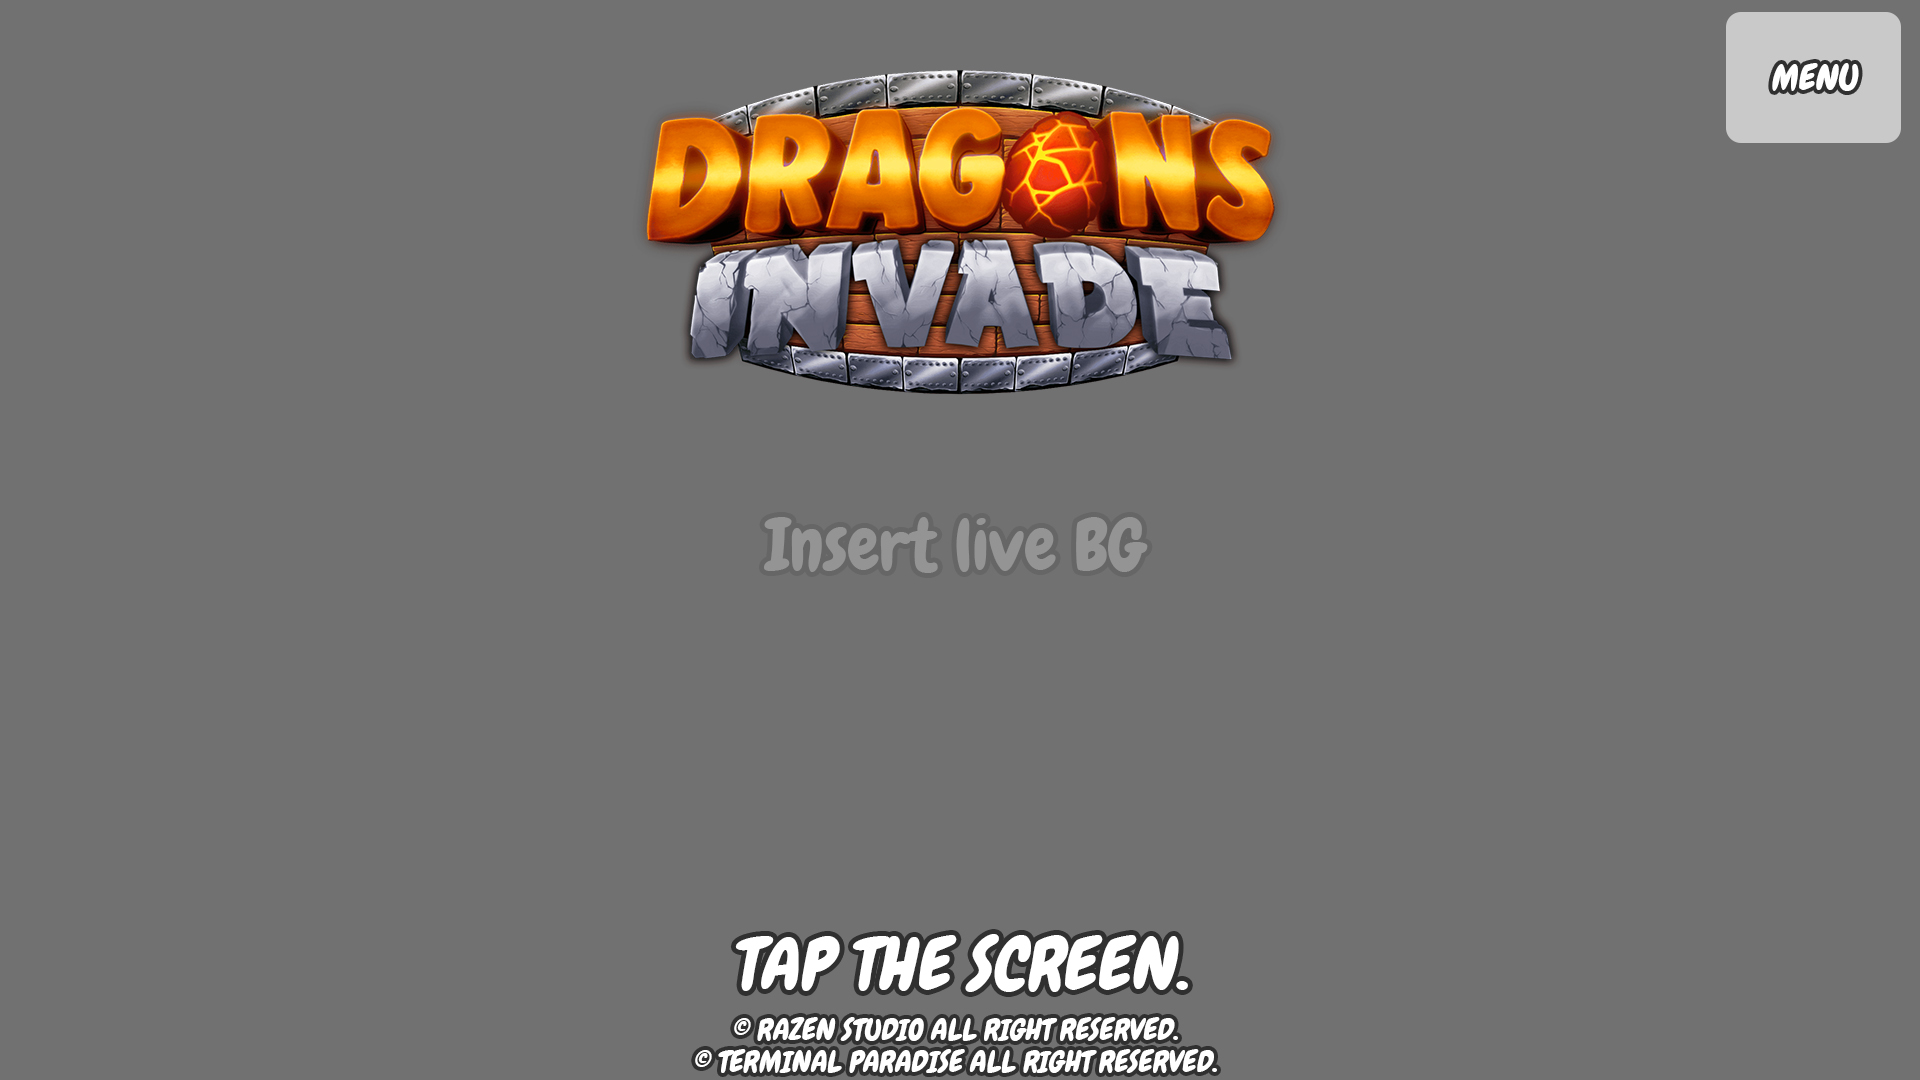 DRAGONS
INVADE
MENU
Insert live BG
TAP THE SCREEN.
© RAZEN STUDIO ALL RIGHT RESERVED.
© TERMINAL PARADISE ALL RIGHT RESERVED.